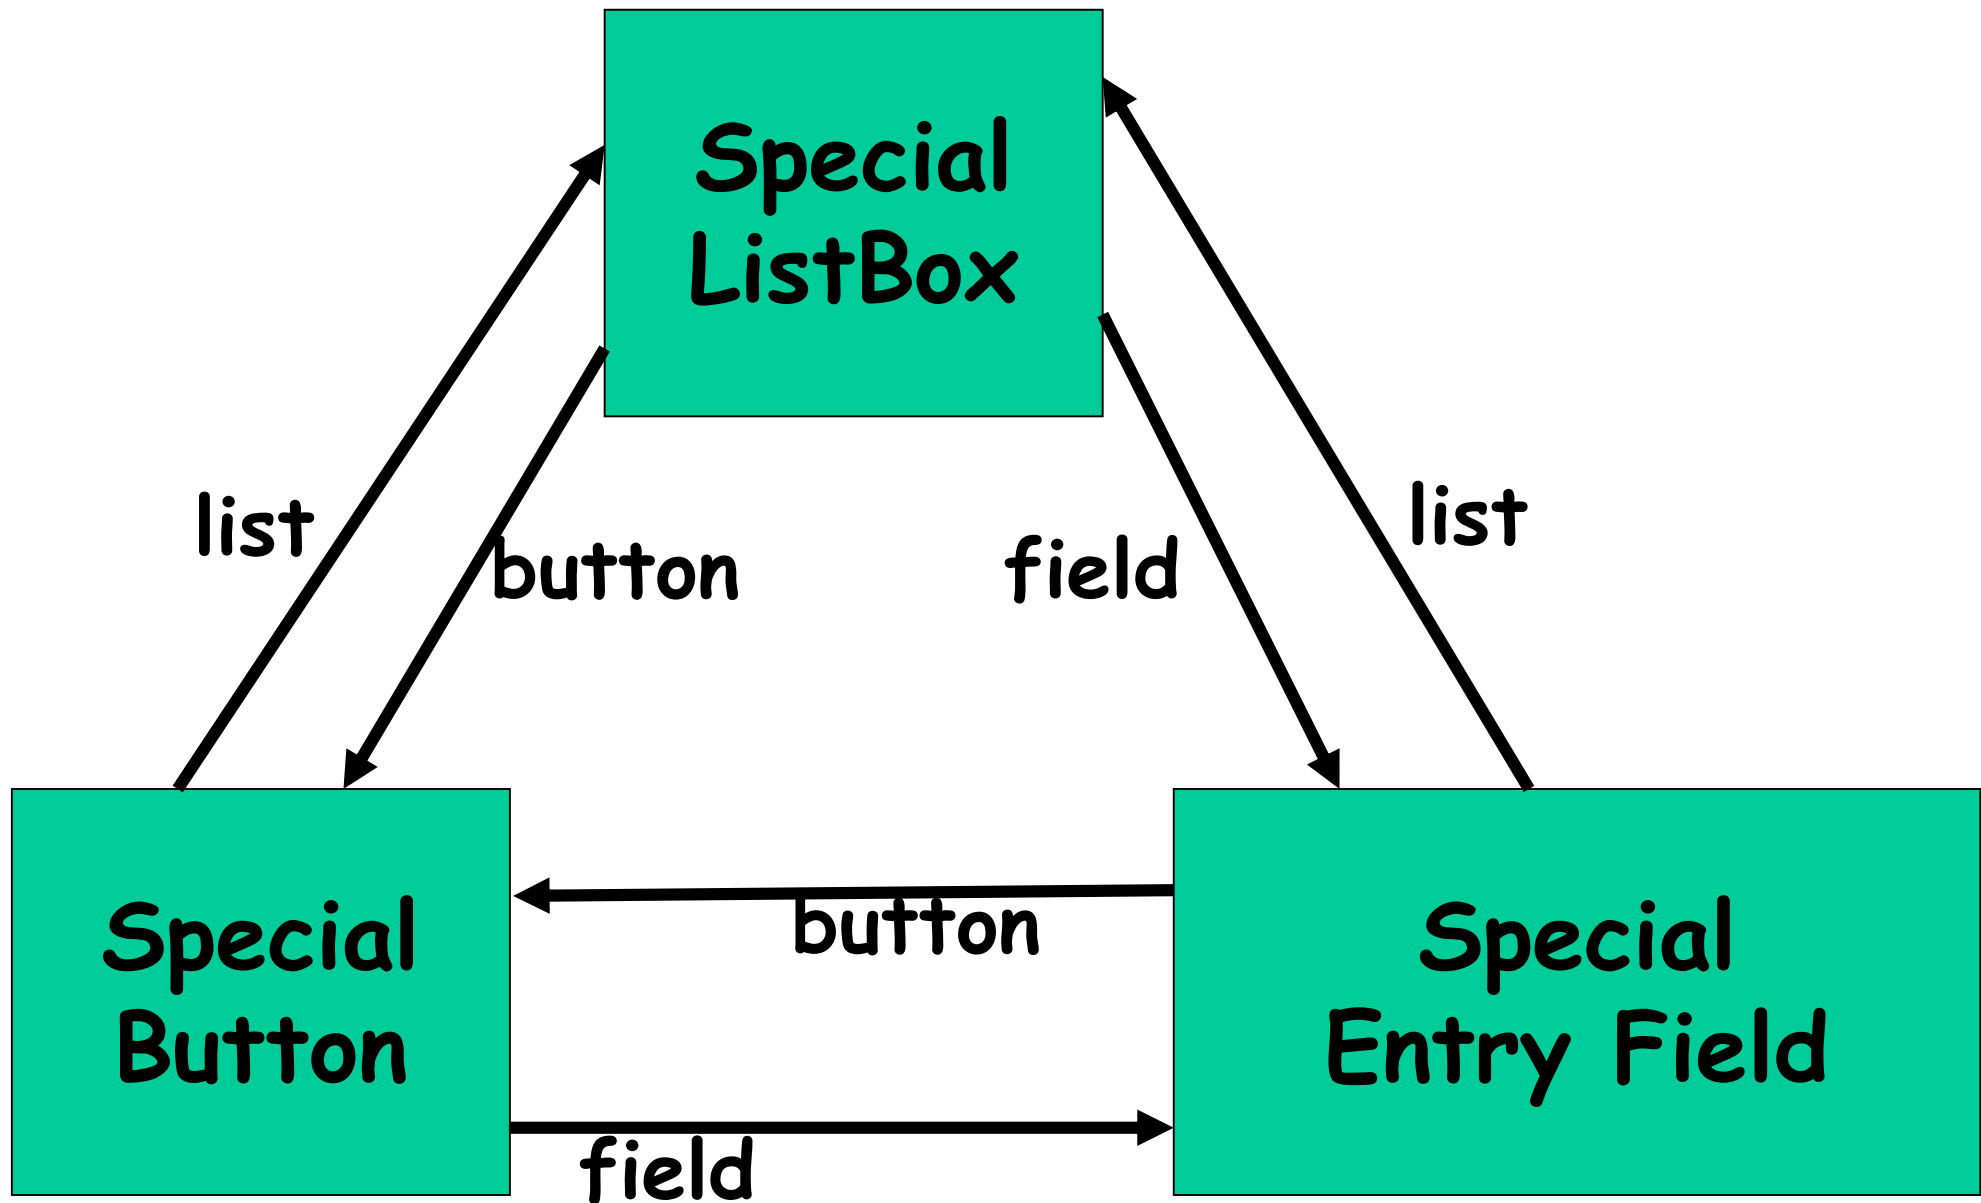 Special
ListBox
list
button
field
list
Special
Button
button
Special
Entry Field
field